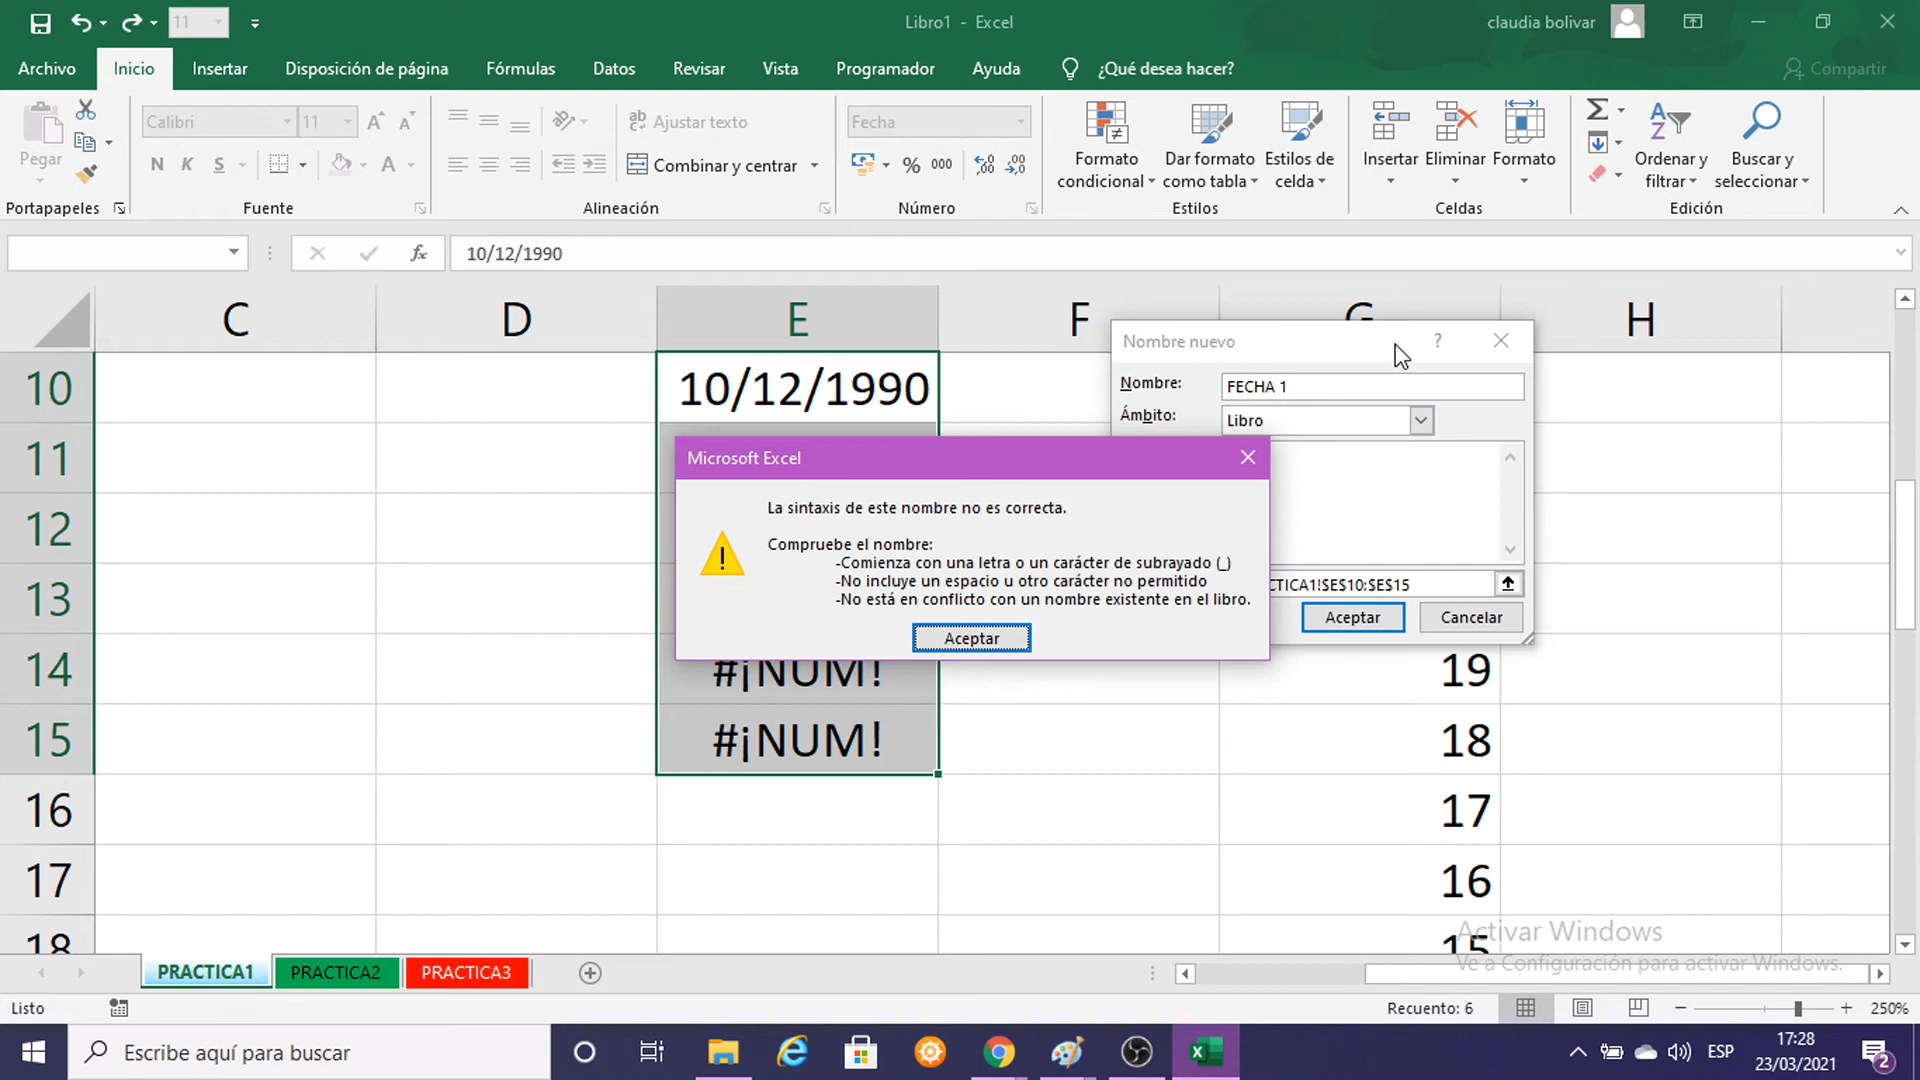 11
Libro1 - Excel
claudia bolivar
Archivo
Inicio
Insertar
Disposición de página
Fórmulas
Datos
Revisar
Vista
Programador
Ayuda
¿Qué desea hacer?
Compartir
Pegar
Calibri
11
N K S
A
Ajustar texto
Combinar y centrar
Fecha
% 000
Formato condicional
Dar formato como tabla
Estilos de celda
Insertar
Eliminar
Formato
Ordenar y filtrar
Buscar y seleccionar
Portapapeles
Fuente
Alineación
Número
Estilos
Celdas
Edición
fx
10/12/1990
C D E F G H
10
10/12/1990
11
12
13
14
#¡NUM!
19
15
#¡NUM!
18
16
17
17
16
18
15
Nombre nuevo
?
Nombre:
FECHA 1
Ámbito:
Libro
CTICA1!$E$10:$E$15
Aceptar
Cancelar
Microsoft Excel
La sintaxis de este nombre no es correcta.
Compruebe el nombre:
-Comienza con una letra o un carácter de subrayado (_)
-No incluye un espacio u otro carácter no permitido
-No está en conflicto con un nombre existente en el libro.
Aceptar
Activar Windows
Ve a Configuración para activar Windows.
PRACTICA1
PRACTICA2
PRACTICA3
Listo
Recuento: 6
250%
Escribe aquí para buscar
ESP
17:28
23/03/2021
2